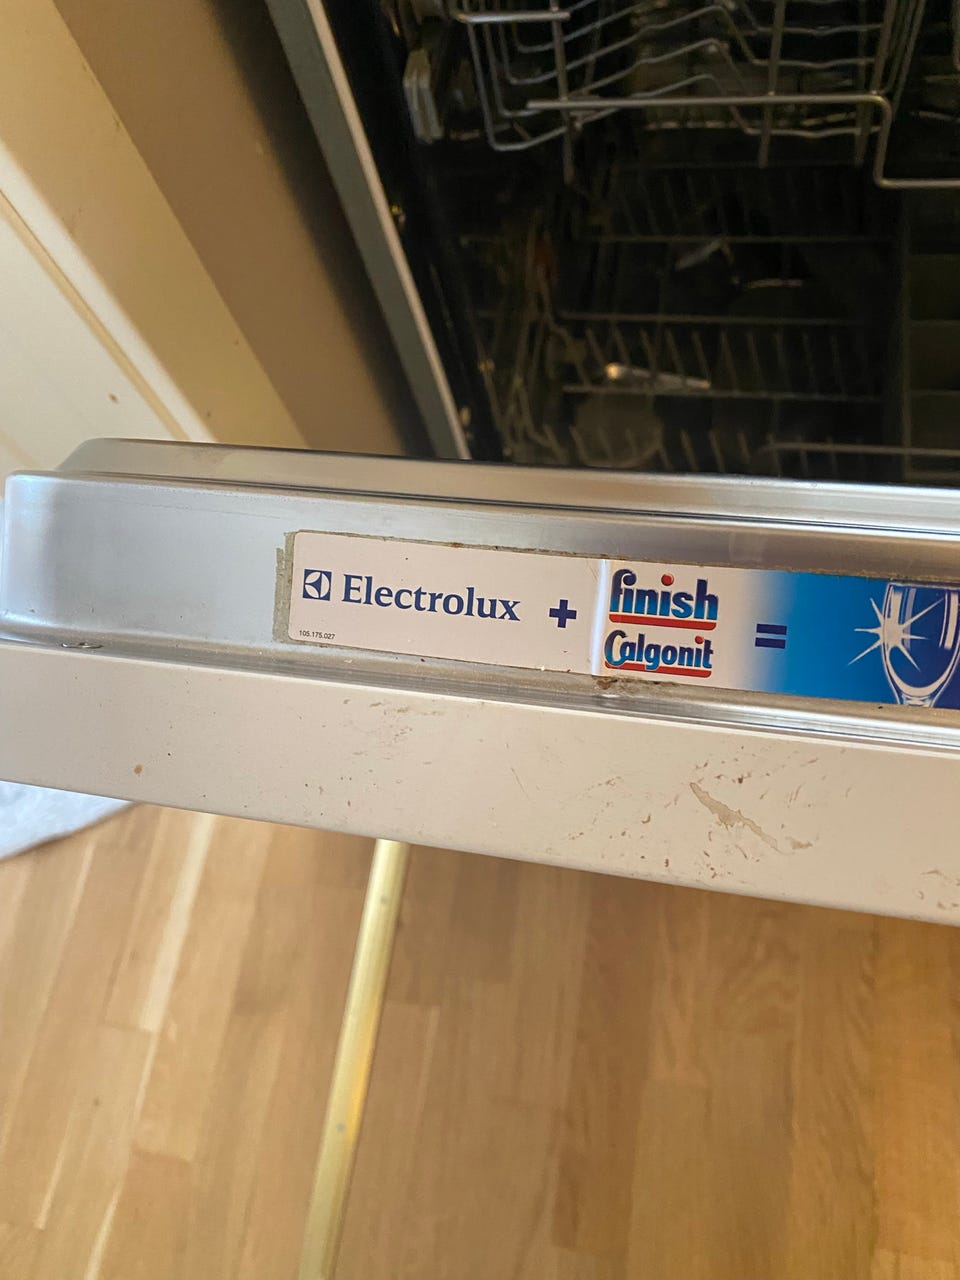 Electrolux + finish =
Calgonit
105.175.027